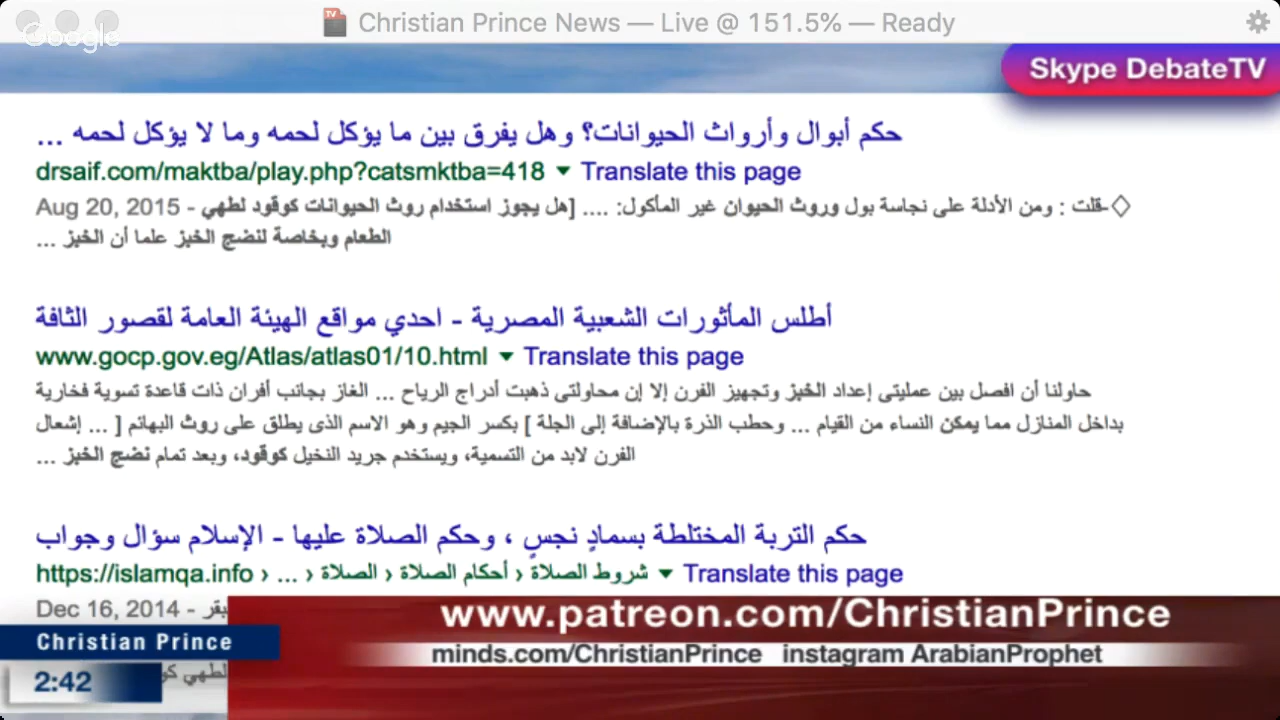 Christian Prince News — Live @ 151.5% — Ready
Google
Skype DebateTV
حكم أبوال وأرواث الحيوانات؟ وهل يفرق بين ما يؤكل لحمه وما لا يؤكل لحمه ...
drsaif.com/maktba/play.php?catsmktba=418 ▼ Translate this page
Aug 20, 2015 - ◇-قلت : ومن الأدلة على نجاسة بول وروث الحيوان غير المأكول: .... [هل يجوز استخدام روث الحيوانات كوقود لطهي
الطعام وبخاصة لنضج الخبز علما أن الخبز ...
أطلس المأثورات الشعبية المصرية - احدي مواقع الهيئة العامة لقصور الثاقة
www.gocp.gov.eg/Atlas/atlas01/10.html ▼ Translate this page
حاولنا أن افصل بين عمليتى إعداد الخبز وتجهيز الفرن إلا إن محاولتى ذهبت أدراج الرياح ... الغاز بجانب أفران ذات قاعدة تسوية فخارية
بداخل المنازل مما يمكن النساء من القيام ... وحطب الذرة بالإضافة إلى الجلة [ بكسر الجيم وهو الاسم الذى يطلق على روث البهائم ] ... إشعال
الفرن لابد من التسمية، ويستخدم جريد النخيل كوقود، وبعد تمام نضج الخبز ...
حكم التربة المختلطة بسمادٍ نجسٍ ، وحكم الصلاة عليها - الإسلام سؤال وجواب
https://islamqa.info › ... › شروط الصلاة › أحكام الصلاة › الصلاة ▼ Translate this page
Dec 16, 2014 -
www.patreon.com/ChristianPrince
Christian Prince
minds.com/ChristianPrince instagram ArabianProphet
2:42